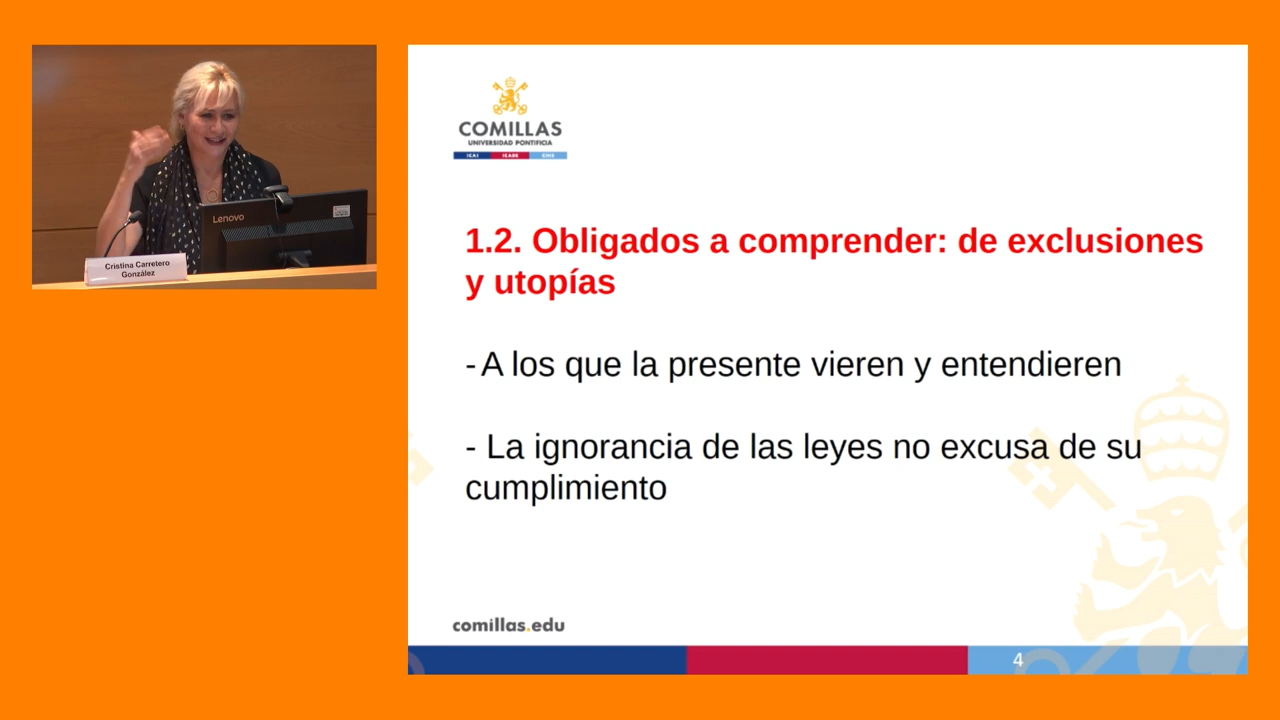 Lenovo
Cristina Carretero
González
COMILLAS
UNIVERSIDAD PONTIFICIA
ICAI ICADE CIHS
1.2. Obligados a comprender: de exclusiones
y utopías
- A los que la presente vieren y entendieren
- La ignorancia de las leyes no excusa de su
cumplimiento
comillas.edu
4